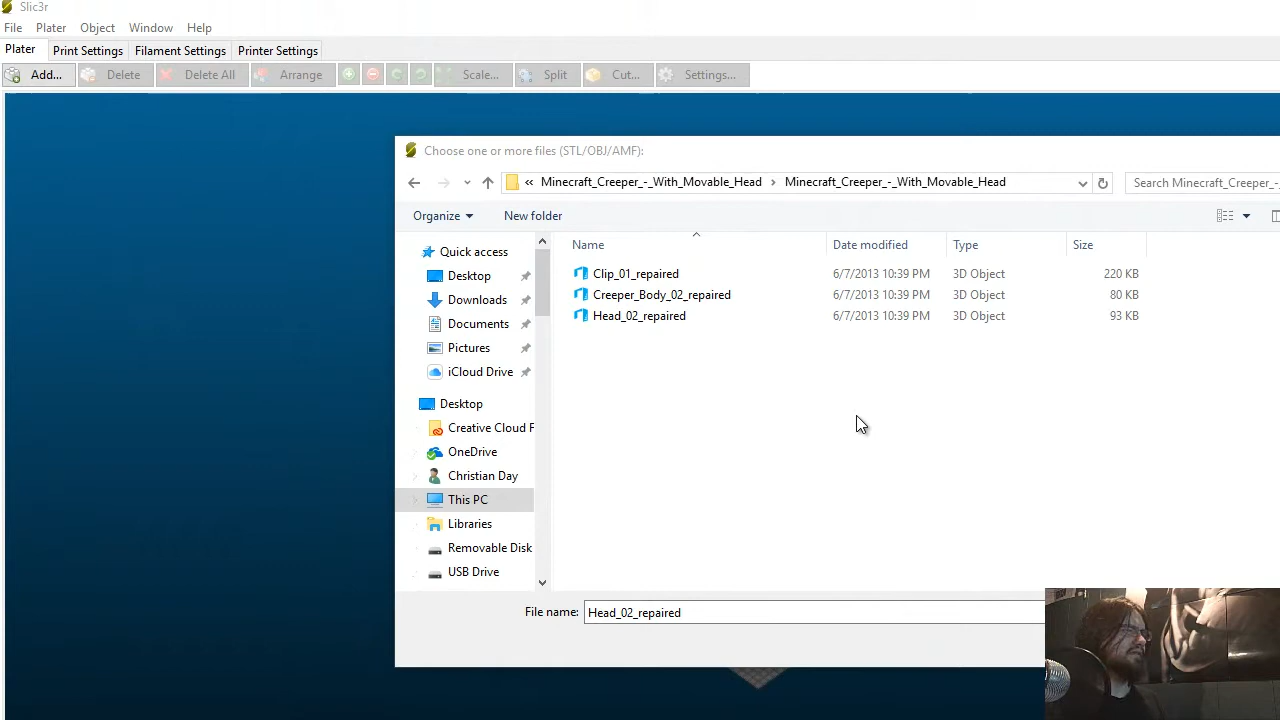 Slic3r
File Plater Object Window Help
Plater Print Settings Filament Settings Printer Settings
Add... Delete Delete All Arrange Scale... Split Cut... Settings...
Choose one or more files (STL/OBJ/AMF):
« Minecraft_Creeper_-_With_Movable_Head > Minecraft_Creeper_-_With_Movable_Head Search Minecraft_Creeper_-_
Organize New folder
Name Date modified Type Size
Quick access
Desktop
Downloads
Documents
Pictures
iCloud Drive
Desktop
Creative Cloud F
OneDrive
Christian Day
This PC
Libraries
Removable Disk
USB Drive
Clip_01_repaired 6/7/2013 10:39 PM 3D Object 220 KB
Creeper_Body_02_repaired 6/7/2013 10:39 PM 3D Object 80 KB
Head_02_repaired 6/7/2013 10:39 PM 3D Object 93 KB
File name: Head_02_repaired